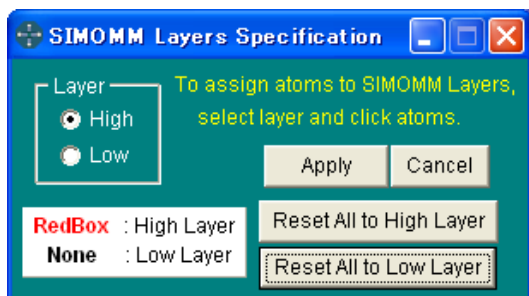 SIMOMM Layers Specification
Layer
High
Low
To assign atoms to SIMOMM Layers,
select layer and click atoms.
Apply
Cancel
RedBox : High Layer
None : Low Layer
Reset All to High Layer
Reset All to Low Layer